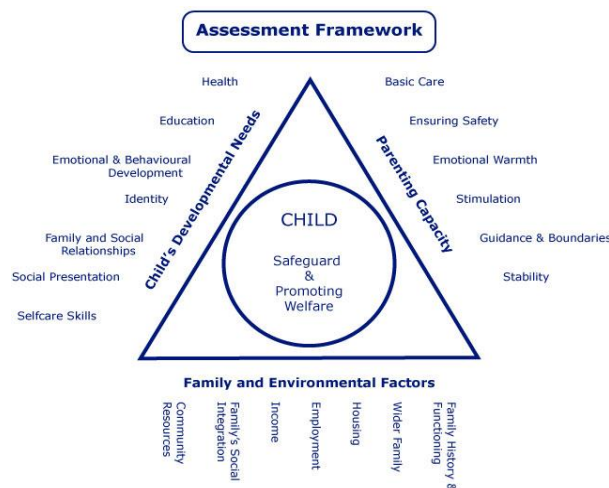 Assessment Framework
Health
Education
Emotional & Behavioural
Development
Identity
Family and Social
Relationships
Social Presentation
Selfcare Skills
Child's Developmental Needs
CHILD
Safeguard
&
Promoting
Welfare
Parenting Capacity
Basic Care
Ensuring Safety
Emotional Warmth
Stimulation
Guidance & Boundaries
Stability
Family and Environmental Factors
Community
Resources
Family's Social
Integration
Income
Employment
Housing
Wider Family
Family History &
Functioning